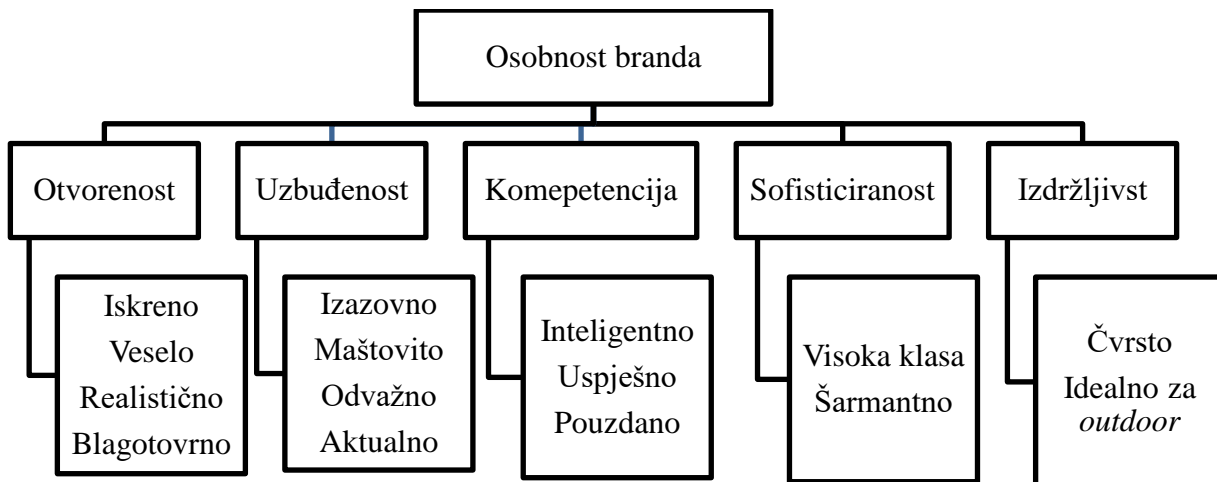 Osobnost branda
Otvorenost
Uzbuđenost
Komepetencija
Sofisticiranost
Izdržljivst
Iskreno
Veselo
Realistično
Blagotovrno
Izazovno
Maštovito
Odvažno
Aktualno
Inteligentno
Uspješno
Pouzdano
Visoka klasa
Šarmantno
Čvrsto
Idealno za
outdoor